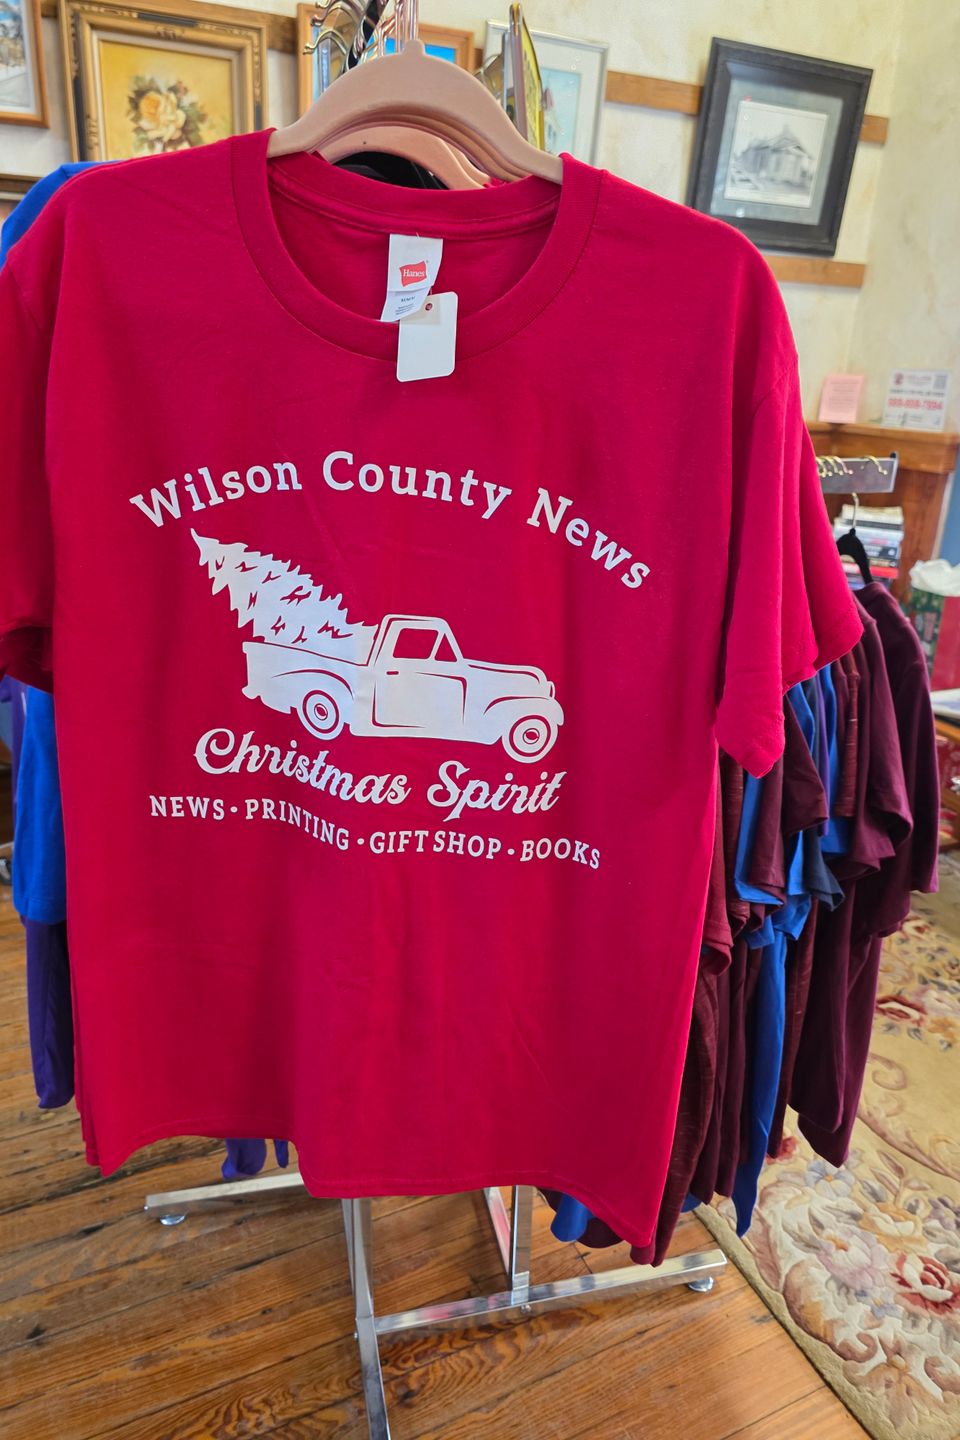 Hanes
Wilson County News
Christmas Spirit
NEWS • PRINTING • GIFT SHOP • BOOKS